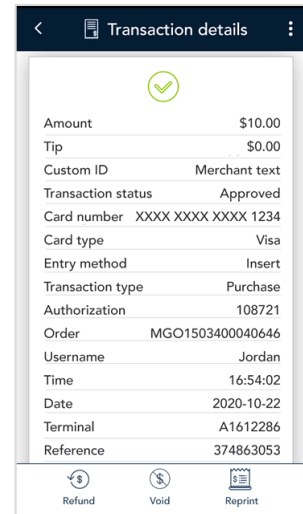 Transaction details
Amount $10.00
Tip $0.00
Custom ID Merchant text
Transaction status Approved
Card number XXXX XXXX XXXX 1234
Card type Visa
Entry method Insert
Transaction type Purchase
Authorization 108721
Order MGO1503400040646
Username Jordan
Time 16:54:02
Date 2020-10-22
Terminal A1612286
Reference 374863053
Refund Void Reprint